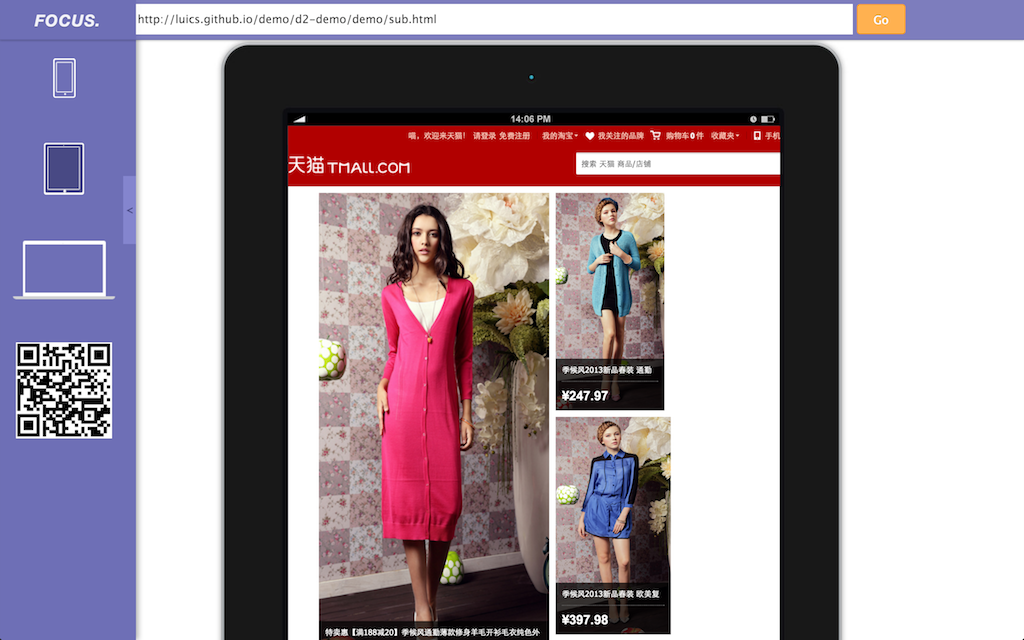 FOCUS.
http://luics.github.io/demo/d2-demo/demo/sub.html
Go
<
14:06 PM
喵，欢迎来天猫！ 请登录 免费注册 我的淘宝 我关注的品牌 购物车0件 收藏夹 手机
天猫 TMALL.COM
搜索 天猫 商品/店铺
季候风2013新品春装 通勤
¥247.97
季候风2013新品春装 欧美复
¥397.98
特卖惠【满188减20】季候风通勤薄款修身羊毛开衫毛衣纯色外